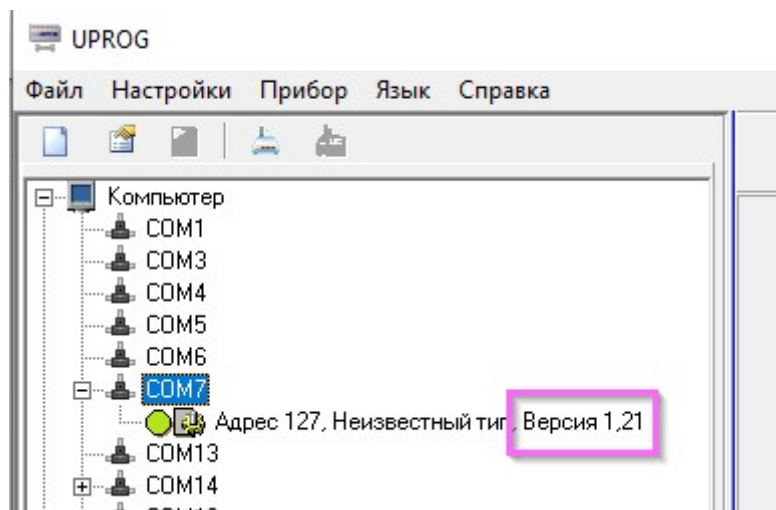 UPROG
Файл Настройки Прибор Язык Справка
Компьютер
COM1
COM3
COM4
COM5
COM6
COM7
Адрес 127, Неизвестный тип, Версия 1,21
COM13
COM14